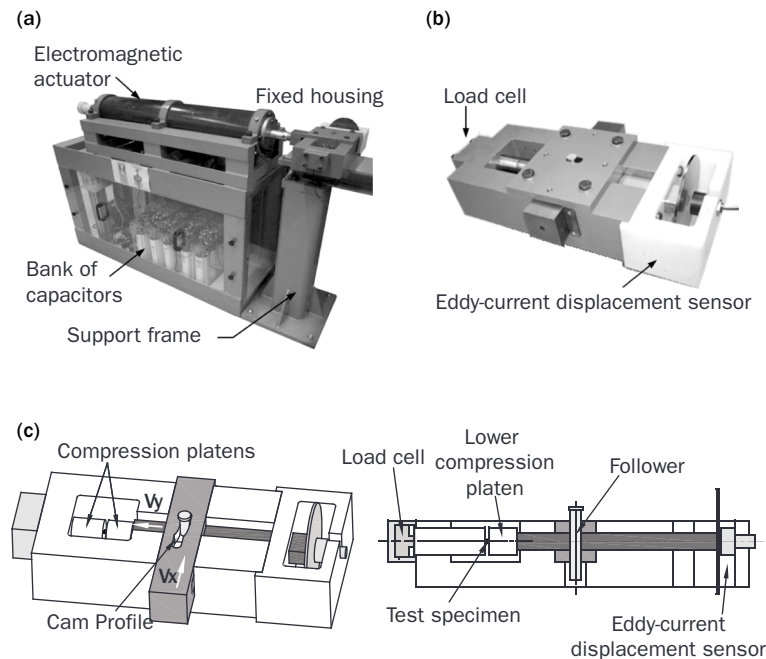 (a)
Electromagnetic
actuator
Fixed housing
Bank of
capacitors
Support frame
(b)
Load cell
Eddy-current displacement sensor
(c)
Compression platens
Vy
Vx
Cam Profile
Load cell
Lower
compression
platen
Follower
Test specimen
Eddy-current
displacement sensor